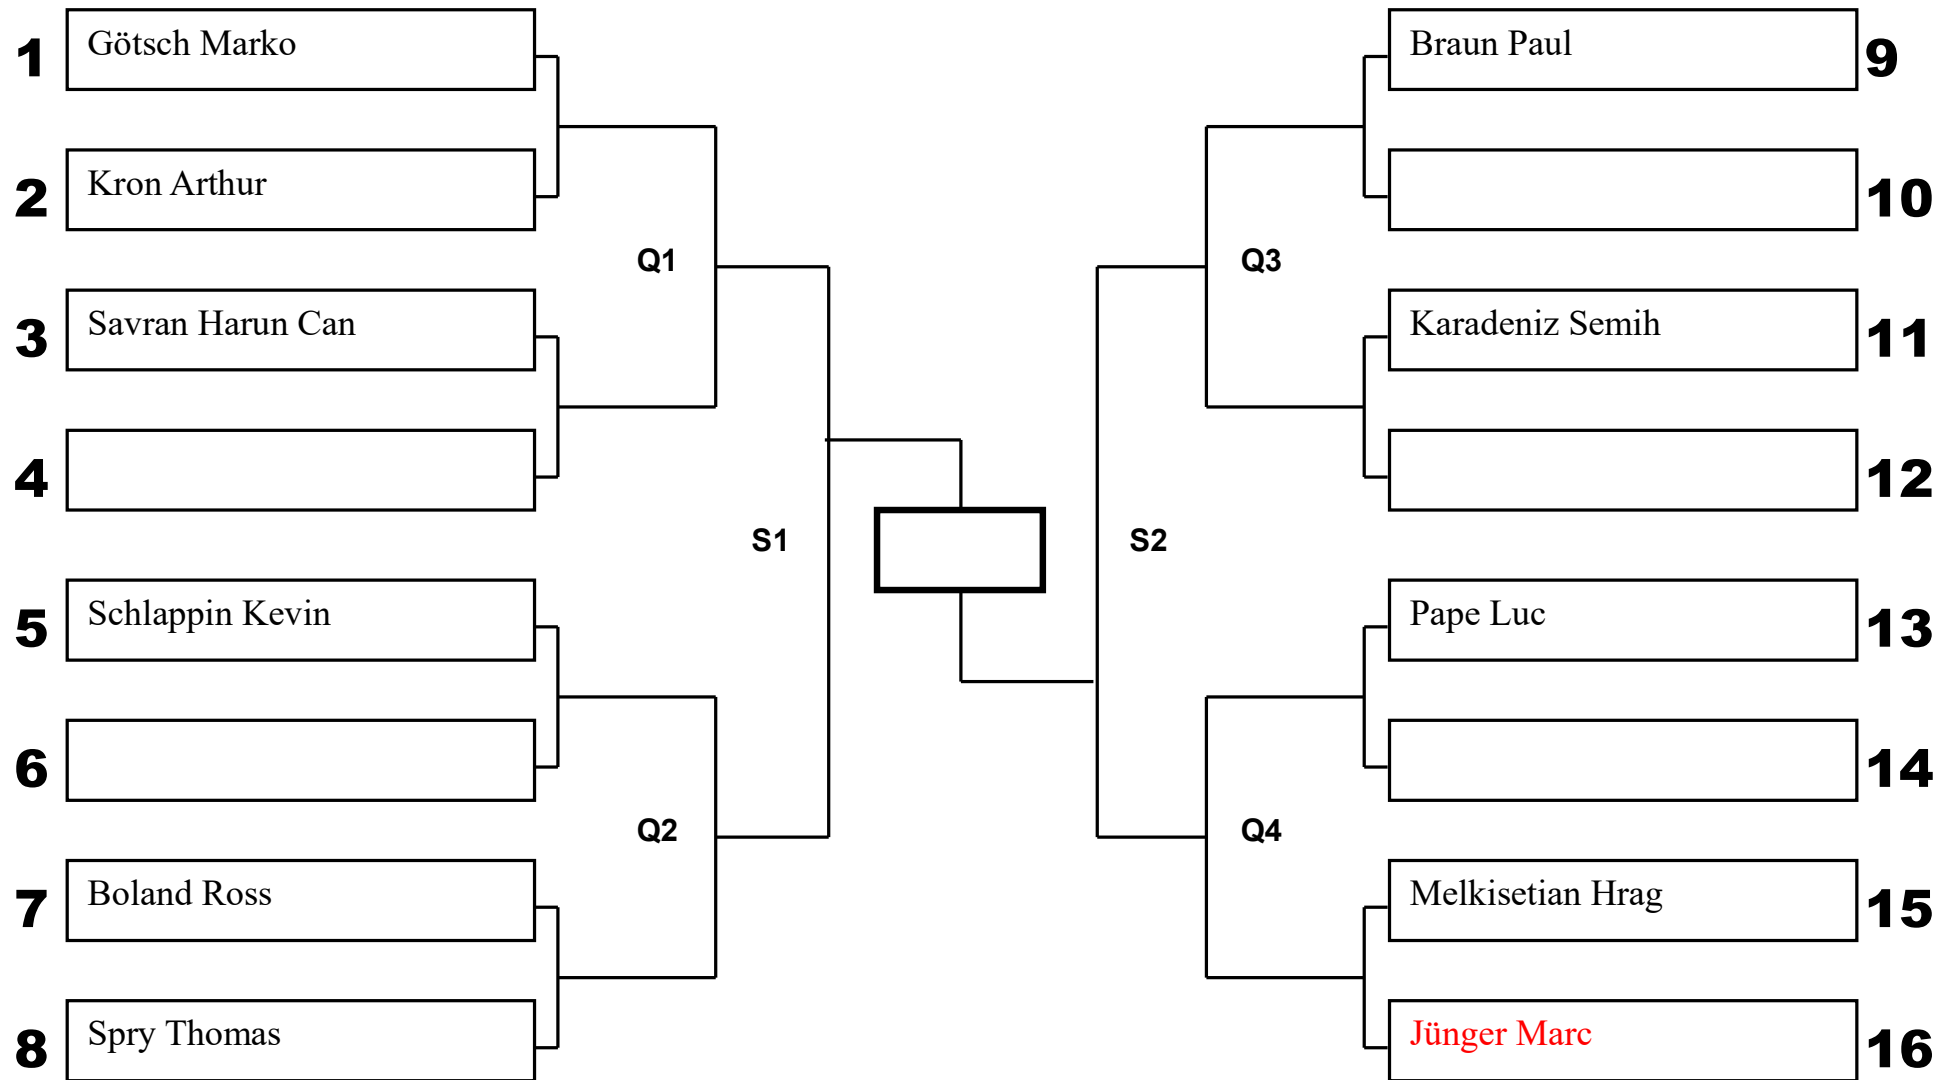 1 Götsch Marko
2 Kron Arthur
Q1
3 Savran Harun Can
4
S1
5 Schlappin Kevin
6
Q2
7 Boland Ross
8 Spry Thomas
Braun Paul 9
10
Q3
Karadeniz Semih 11
12
S2
Pape Luc 13
14
Q4
Melkisetian Hrag 15
Jünger Marc 16